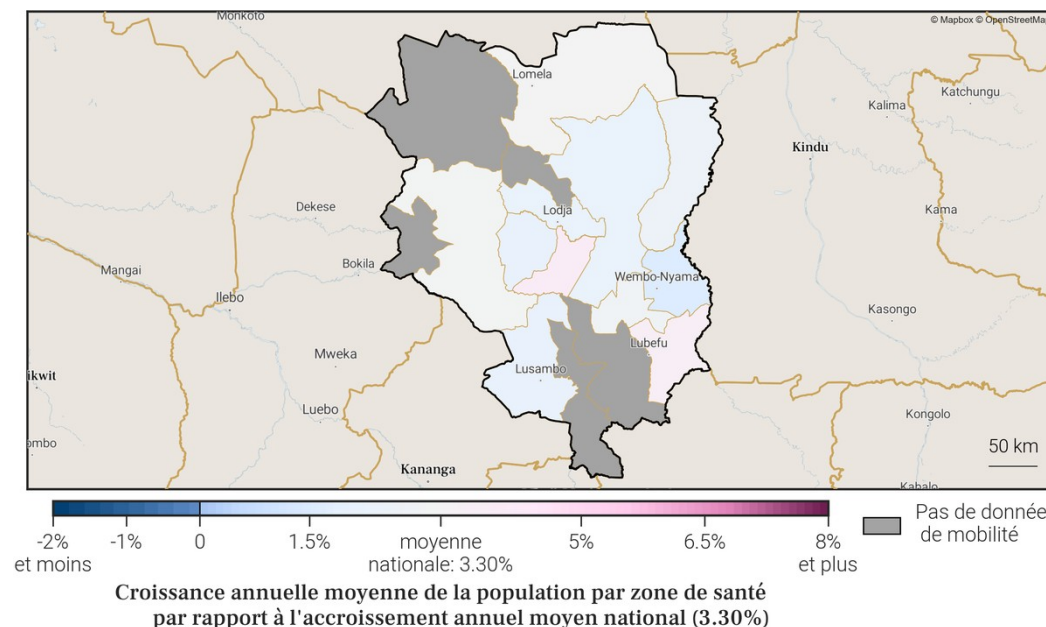 Monkoto
© Mapbox © OpenStreetMap
Lomela
Katchungu
Kalima
Kindu
Dekese
Lodja
Kama
Mangai
Bokila
Wembo-Nyama
Ilebo
Kasongo
Mweka
Lubefu
Lusambo
ikwit
Luebo
Kongolo
ombo
Kananga
50 km
Kabalo
-2%
et moins
-1%
0
1.5%
moyenne
nationale: 3.30%
5%
6.5%
8%
et plus
Pas de donnée
de mobilité
Croissance annuelle moyenne de la population par zone de santé
par rapport à l'accroissement annuel moyen national (3.30%)